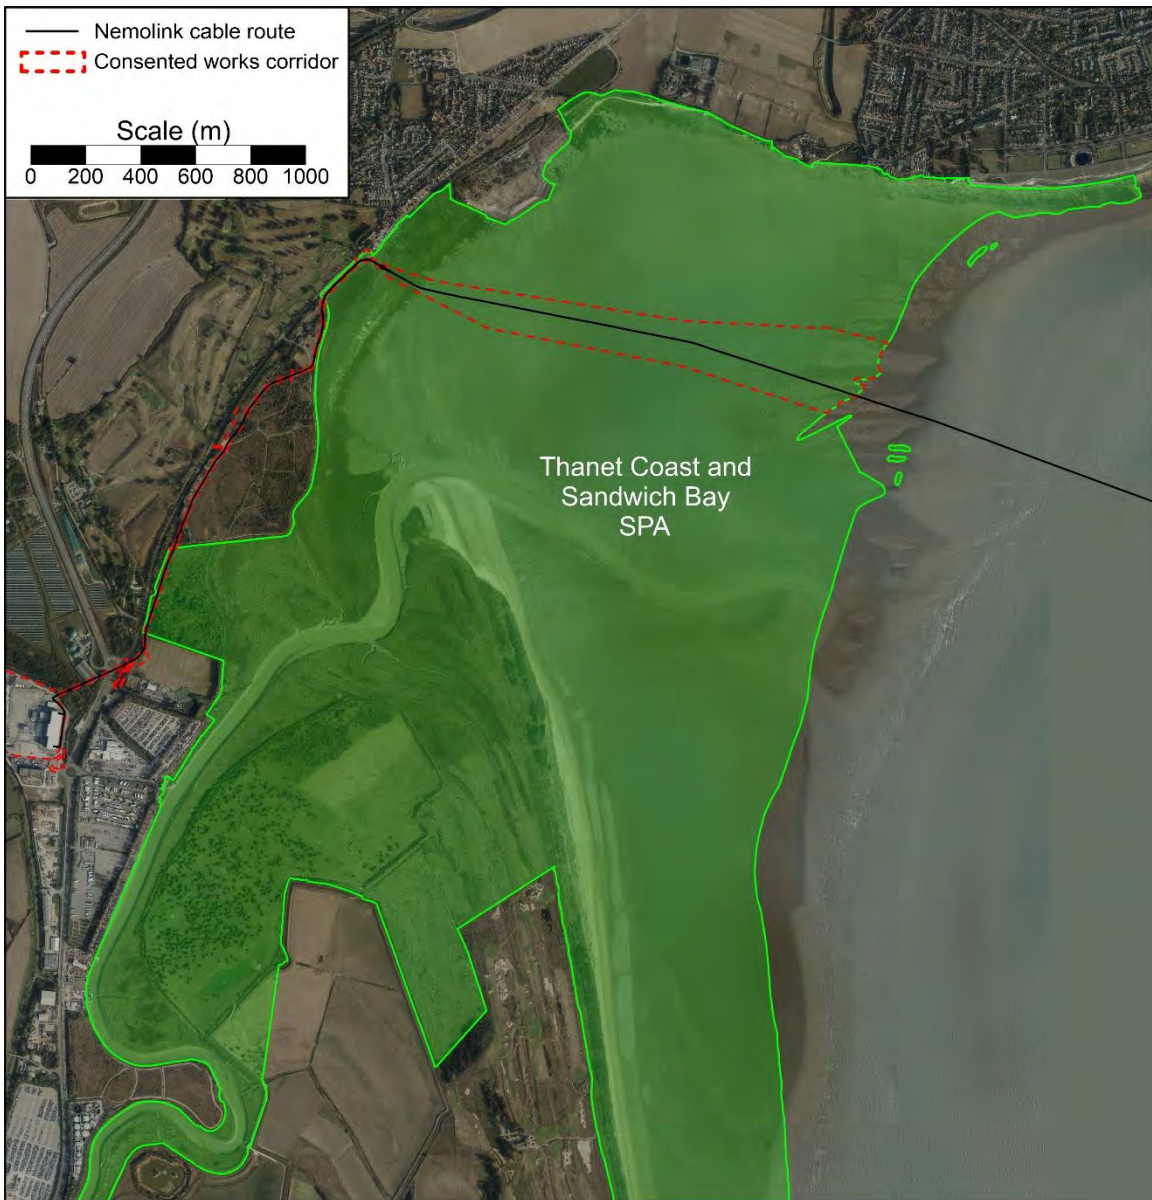 Nemolink cable route
Consented works corridor
Scale (m)
0 200 400 600 800 1000
Thanet Coast and
Sandwich Bay
SPA